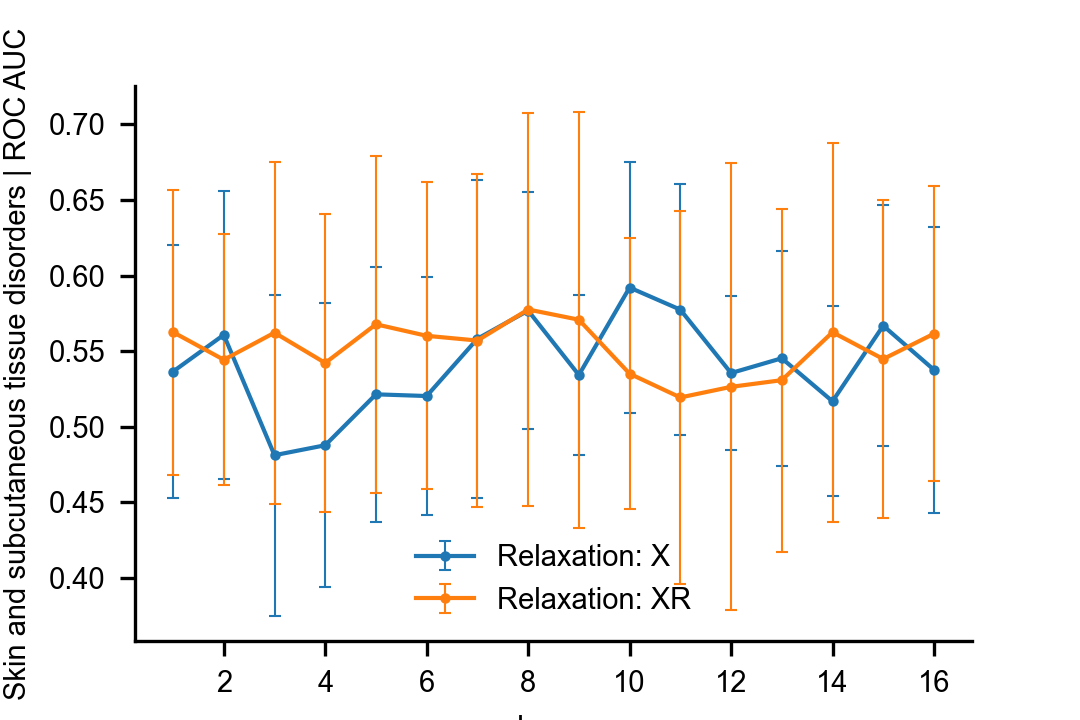 Skin and subcutaneous tissue disorders | ROC AUC
0.70
0.65
0.60
0.55
0.50
0.45
0.40
Relaxation: X
Relaxation: XR
2 4 6 8 10 12 14 16